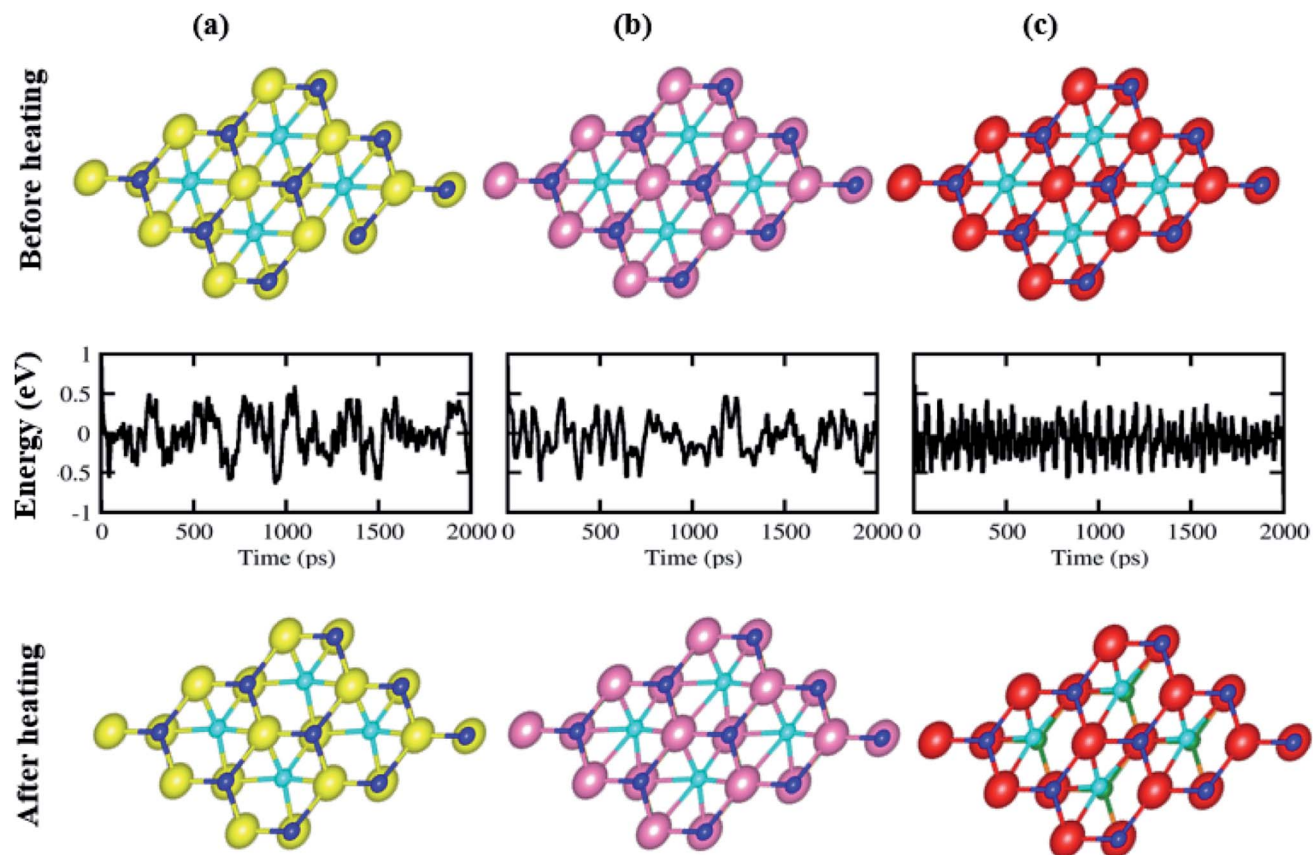 (a) (b) (c)
Before heating
Energy (eV)
1
0.5
0
-0.5
-1
0 500 1000 1500 2000
Time (ps)
0 500 1000 1500 2000
Time (ps)
0 500 1000 1500 2000
Time (ps)
After heating